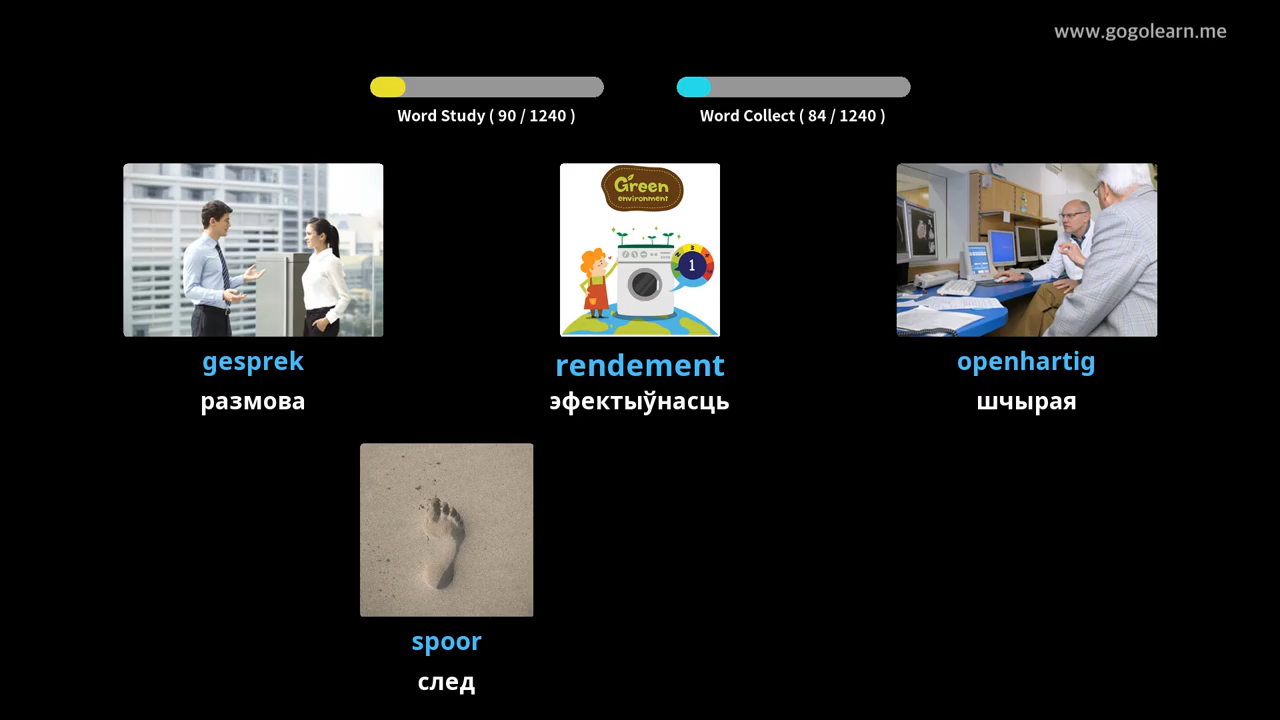 www.gogolearn.me
Word Study ( 90 / 1240 )
Word Collect ( 84 / 1240 )
Green
environment
1
gesprek
rendement
openhartig
размова
эфектыўнасць
шчырая
spoor
след